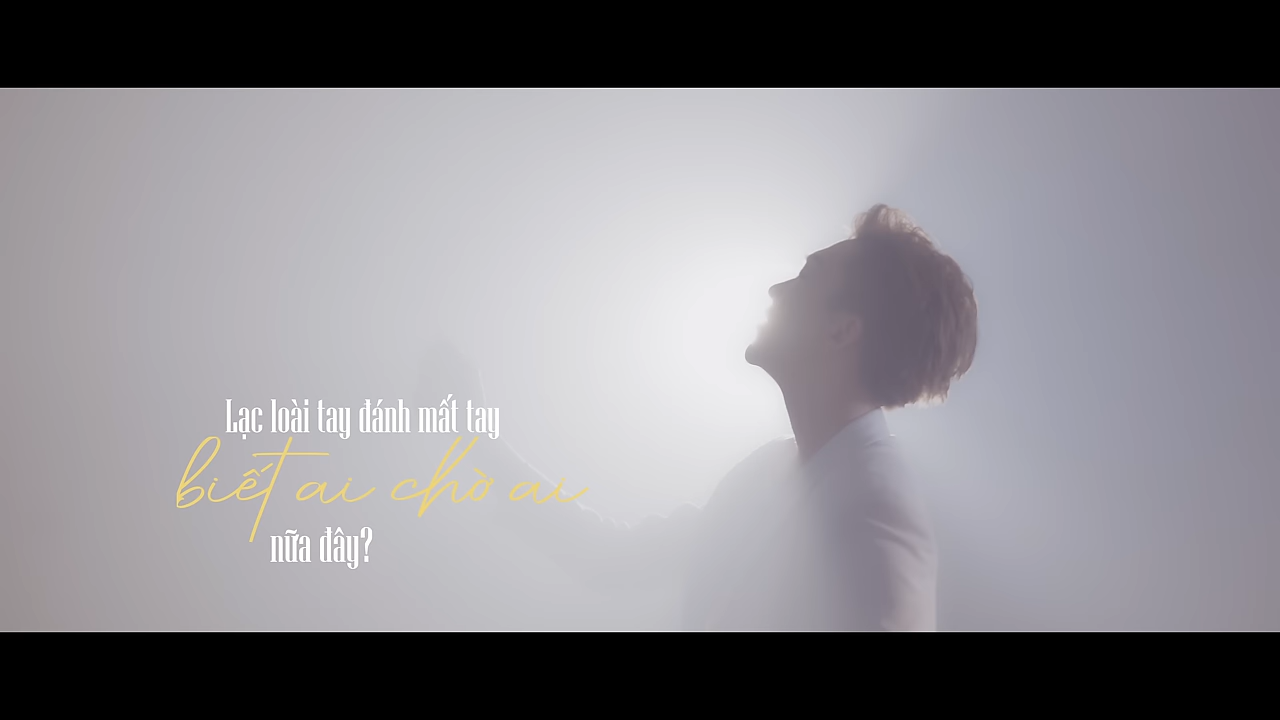 Lạc loài tay đánh mất tay
biết ai chờ ai
nữa đây?